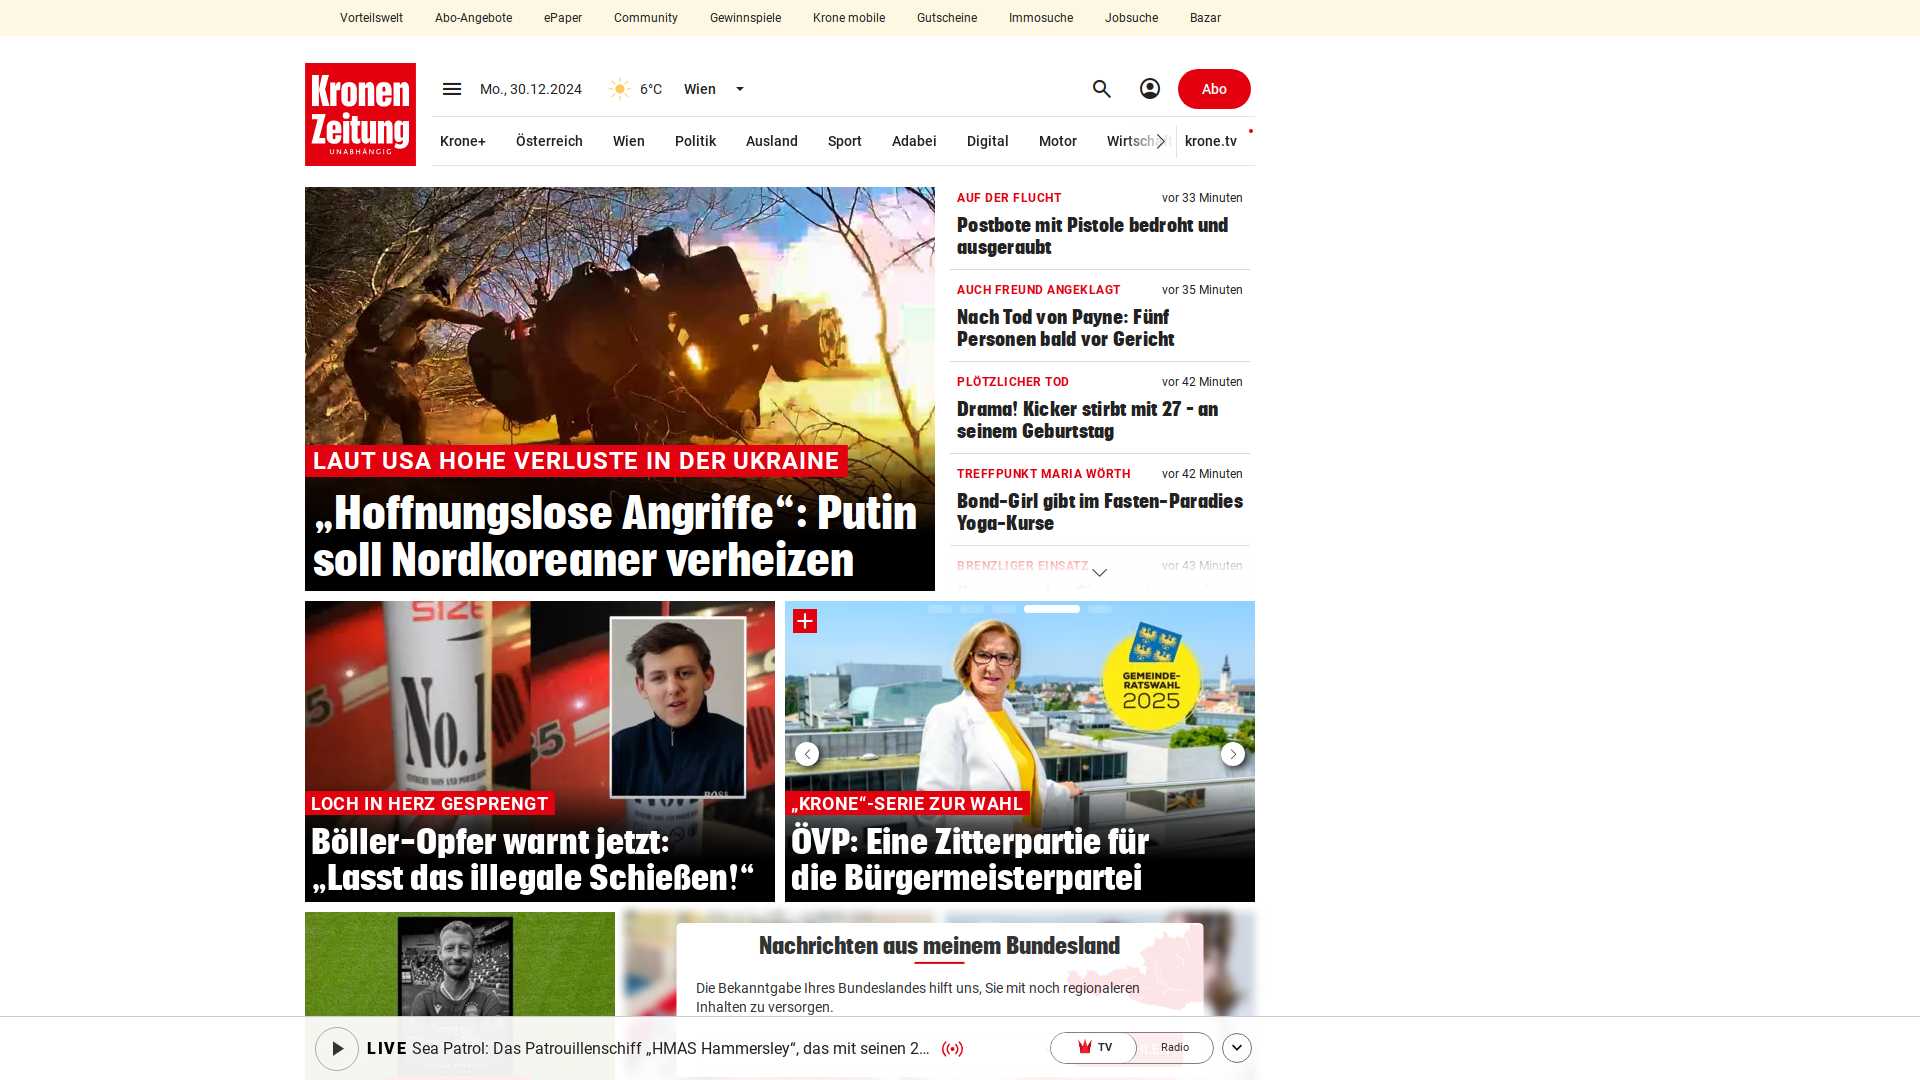 Vorteilswelt Abo-Angebote ePaper Community Gewinnspiele Krone mobile Gutscheine Immosuche Jobsuche Bazar
Kronen
Zeitung
UNABHÄNGIG
Mo., 30.12.2024 6°C Wien Abo
Krone+ Österreich Wien Politik Ausland Sport Adabei Digital Motor Wirtschaft krone.tv
LAUT USA HOHE VERLUSTE IN DER UKRAINE
„Hoffnungslose Angriffe“: Putin
soll Nordkoreaner verheizen
AUF DER FLUCHT vor 33 Minuten
Postbote mit Pistole bedroht und
ausgeraubt
AUCH FREUND ANGEKLAGT vor 35 Minuten
Nach Tod von Payne: Fünf
Personen bald vor Gericht
PLÖTZLICHER TOD vor 42 Minuten
Drama! Kicker stirbt mit 27 – an
seinem Geburtstag
TREFFPUNKT MARIA WÖRTH vor 42 Minuten
Bond-Girl gibt im Fasten-Paradies
Yoga-Kurse
BRENZLIGER EINSATZ vor 43 Minuten
SIZE
No.1
35
5
LOCH IN HERZ GESPRENGT
Böller-Opfer warnt jetzt:
„Lasst das illegale Schießen!“
GEMEINDE-
RATSWAHL
2025
„KRONE“-SERIE ZUR WAHL
ÖVP: Eine Zitterpartie für
die Bürgermeisterpartei
Nachrichten aus meinem Bundesland
Die Bekanntgabe Ihres Bundeslandes hilft uns, Sie mit noch regionaleren
Inhalten zu versorgen.
LIVE Sea Patrol: Das Patrouillenschiff „HMAS Hammersley“, das mit seinen 2... TV Radio